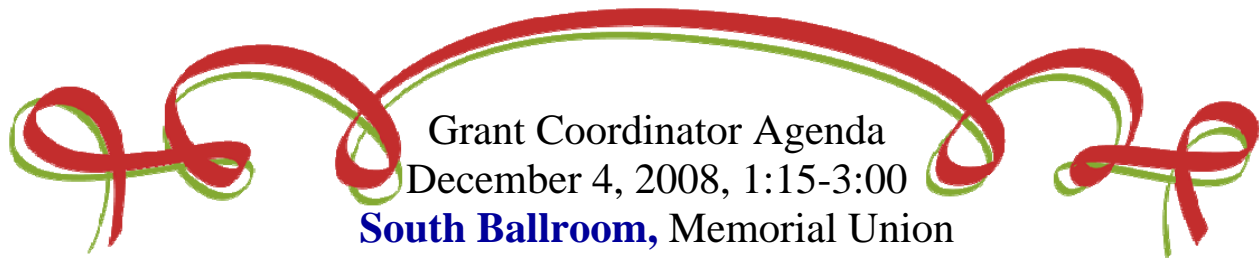 Grant Coordinator Agenda
December 4, 2008, 1:15-3:00
South Ballroom, Memorial Union